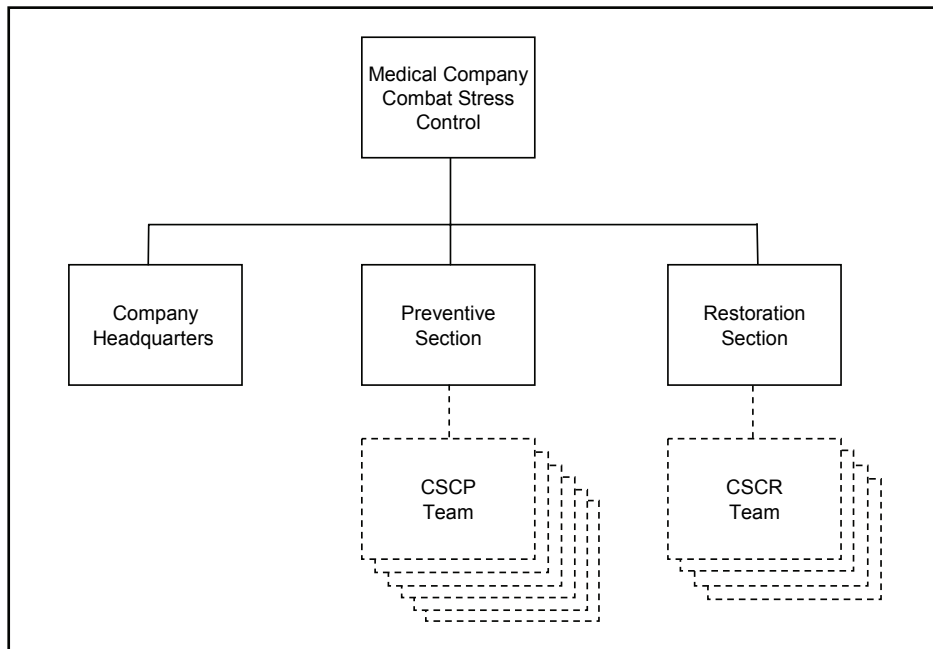 Medical Company
Combat Stress
Control
Company
Headquarters
Preventive
Section
Restoration
Section
CSCP
Team
CSCR
Team